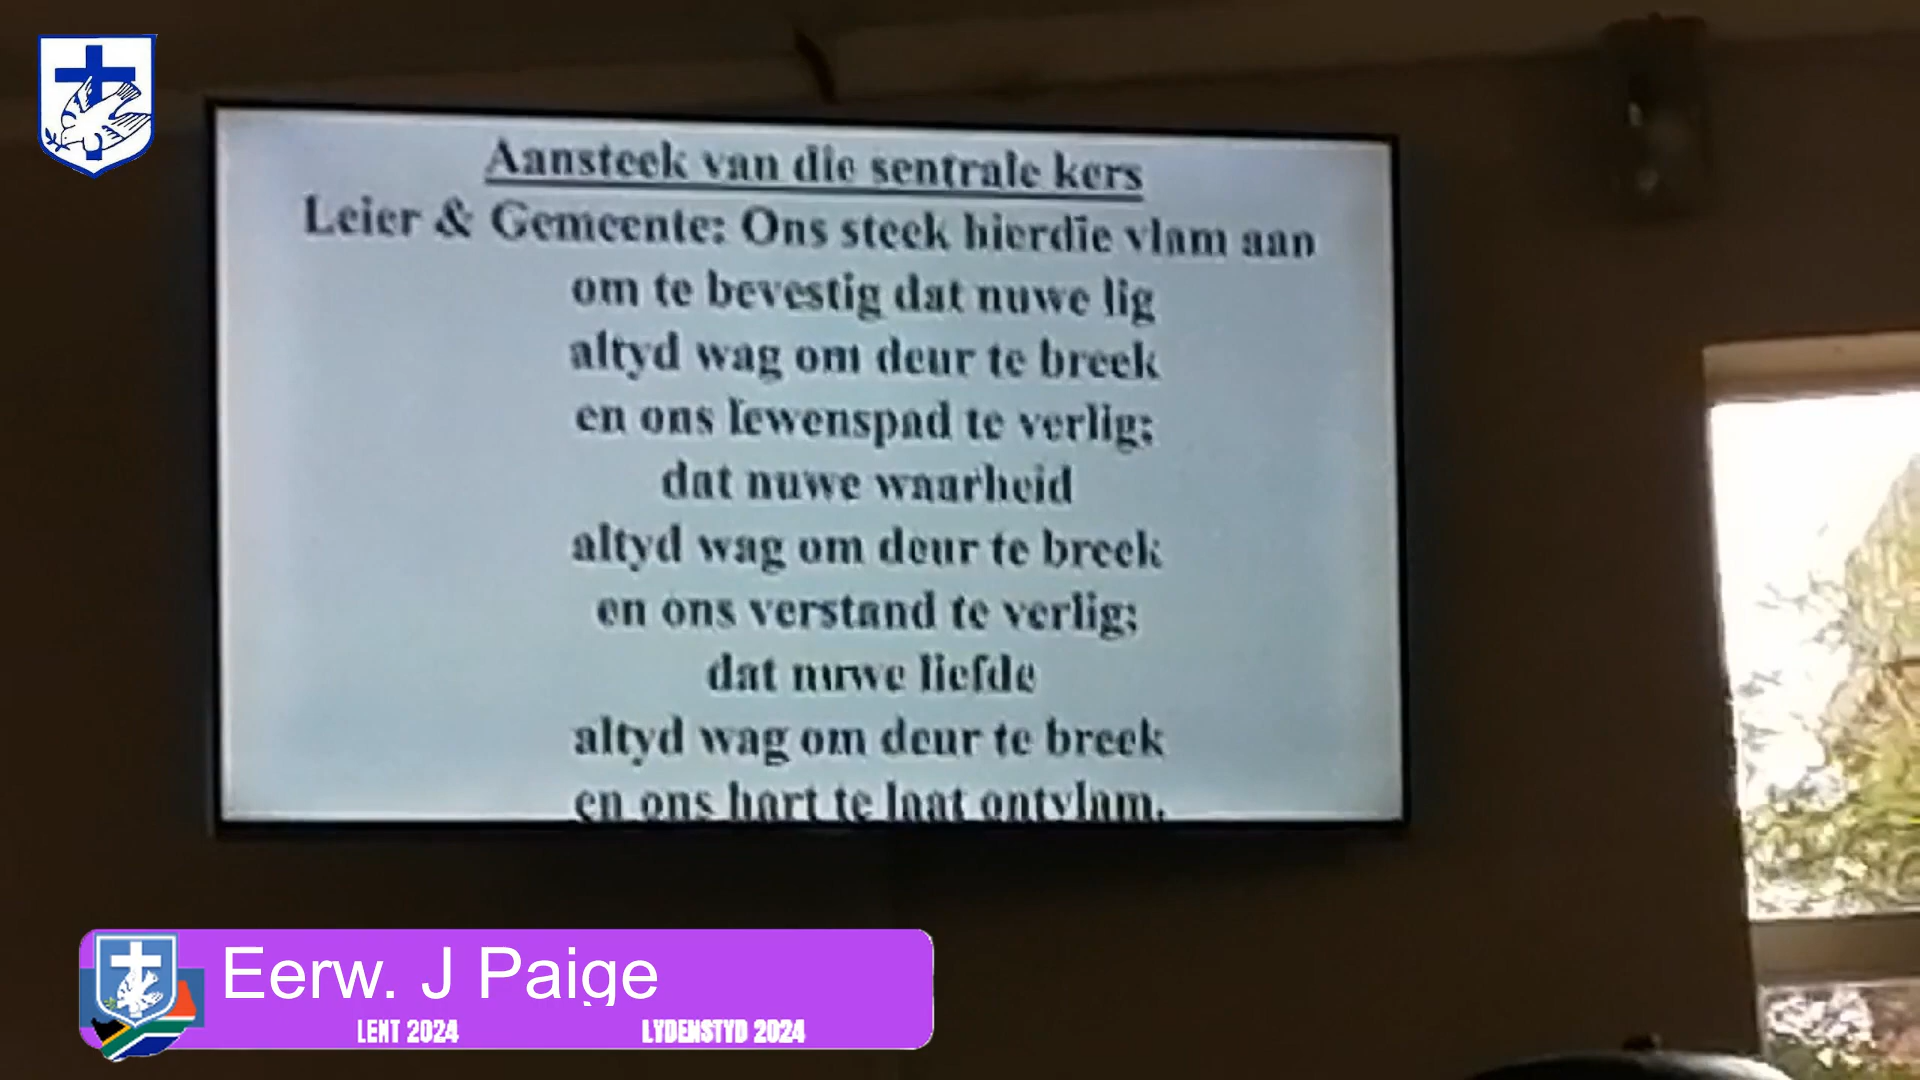 Aansteek van die sentrale kers
Leier & Gemeente: Ons steek hierdie vlam aan
om te bevestig dat nuwe lig
altyd wag om deur te breek
en ons lewenspad te verlig;
dat nuwe waarheid
altyd wag om deur te breek
en ons verstand te verlig;
dat nuwe liefde
altyd wag om deur te breek
en ons hart te laat ontvlam.
Eerw. J Paige
LENT 2024 LYDENSTYD 2024